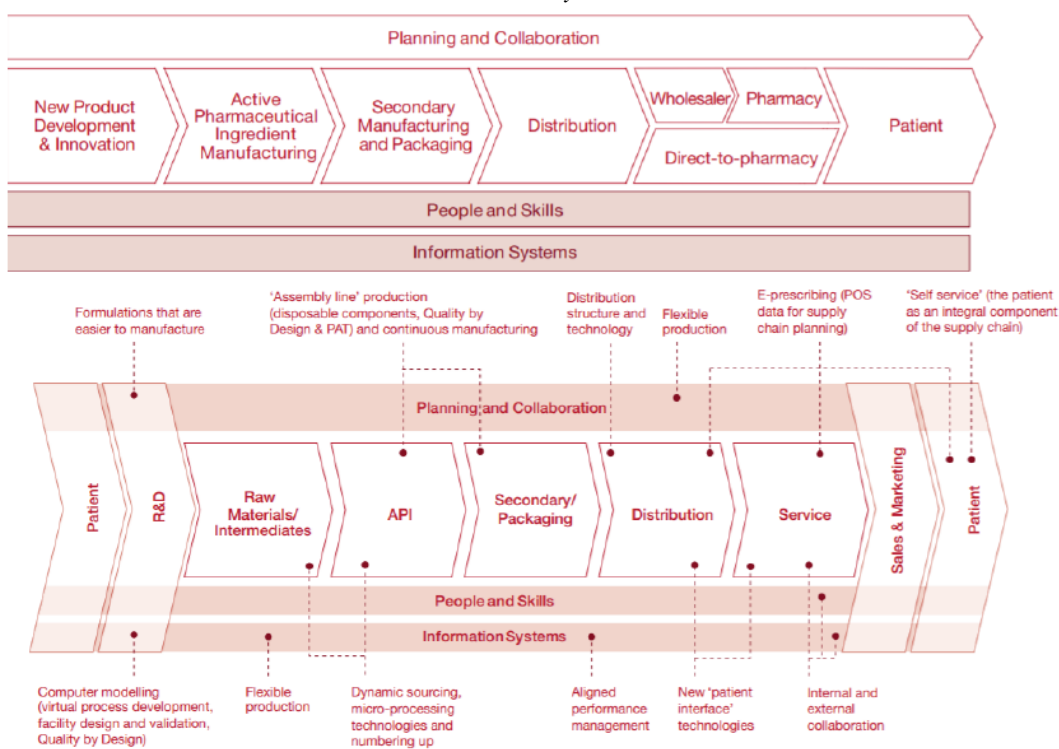 Planning and Collaboration
New Product
Development
& Innovation
Active
Pharmaceutical
Ingredient
Manufacturing
Secondary
Manufacturing
and Packaging
Distribution
Wholesaler
Pharmacy
Direct-to-pharmacy
Patient
People and Skills
Information Systems
Formulations that are
easier to manufacture
'Assembly line' production
(disposable components, Quality by
Design & PAT) and continuous manufacturing
Distribution
structure and
technology
Flexible
production
E-prescribing (POS
data for supply
chain planning)
'Self service' (the patient
as an integral component
of the supply chain)
Planning and Collaboration
Patient
R&D
Raw
Materials/
Intermediates
API
Secondary/
Packaging
Distribution
Service
Sales & Marketing
Patient
People and Skills
Information Systems
Computer modelling
(virtual process development,
facility design and validation,
Quality by Design)
Flexible
production
Dynamic sourcing,
micro-processing
technologies and
numbering up
Aligned
performance
management
New 'patient
interface'
technologies
Internal and
external
collaboration